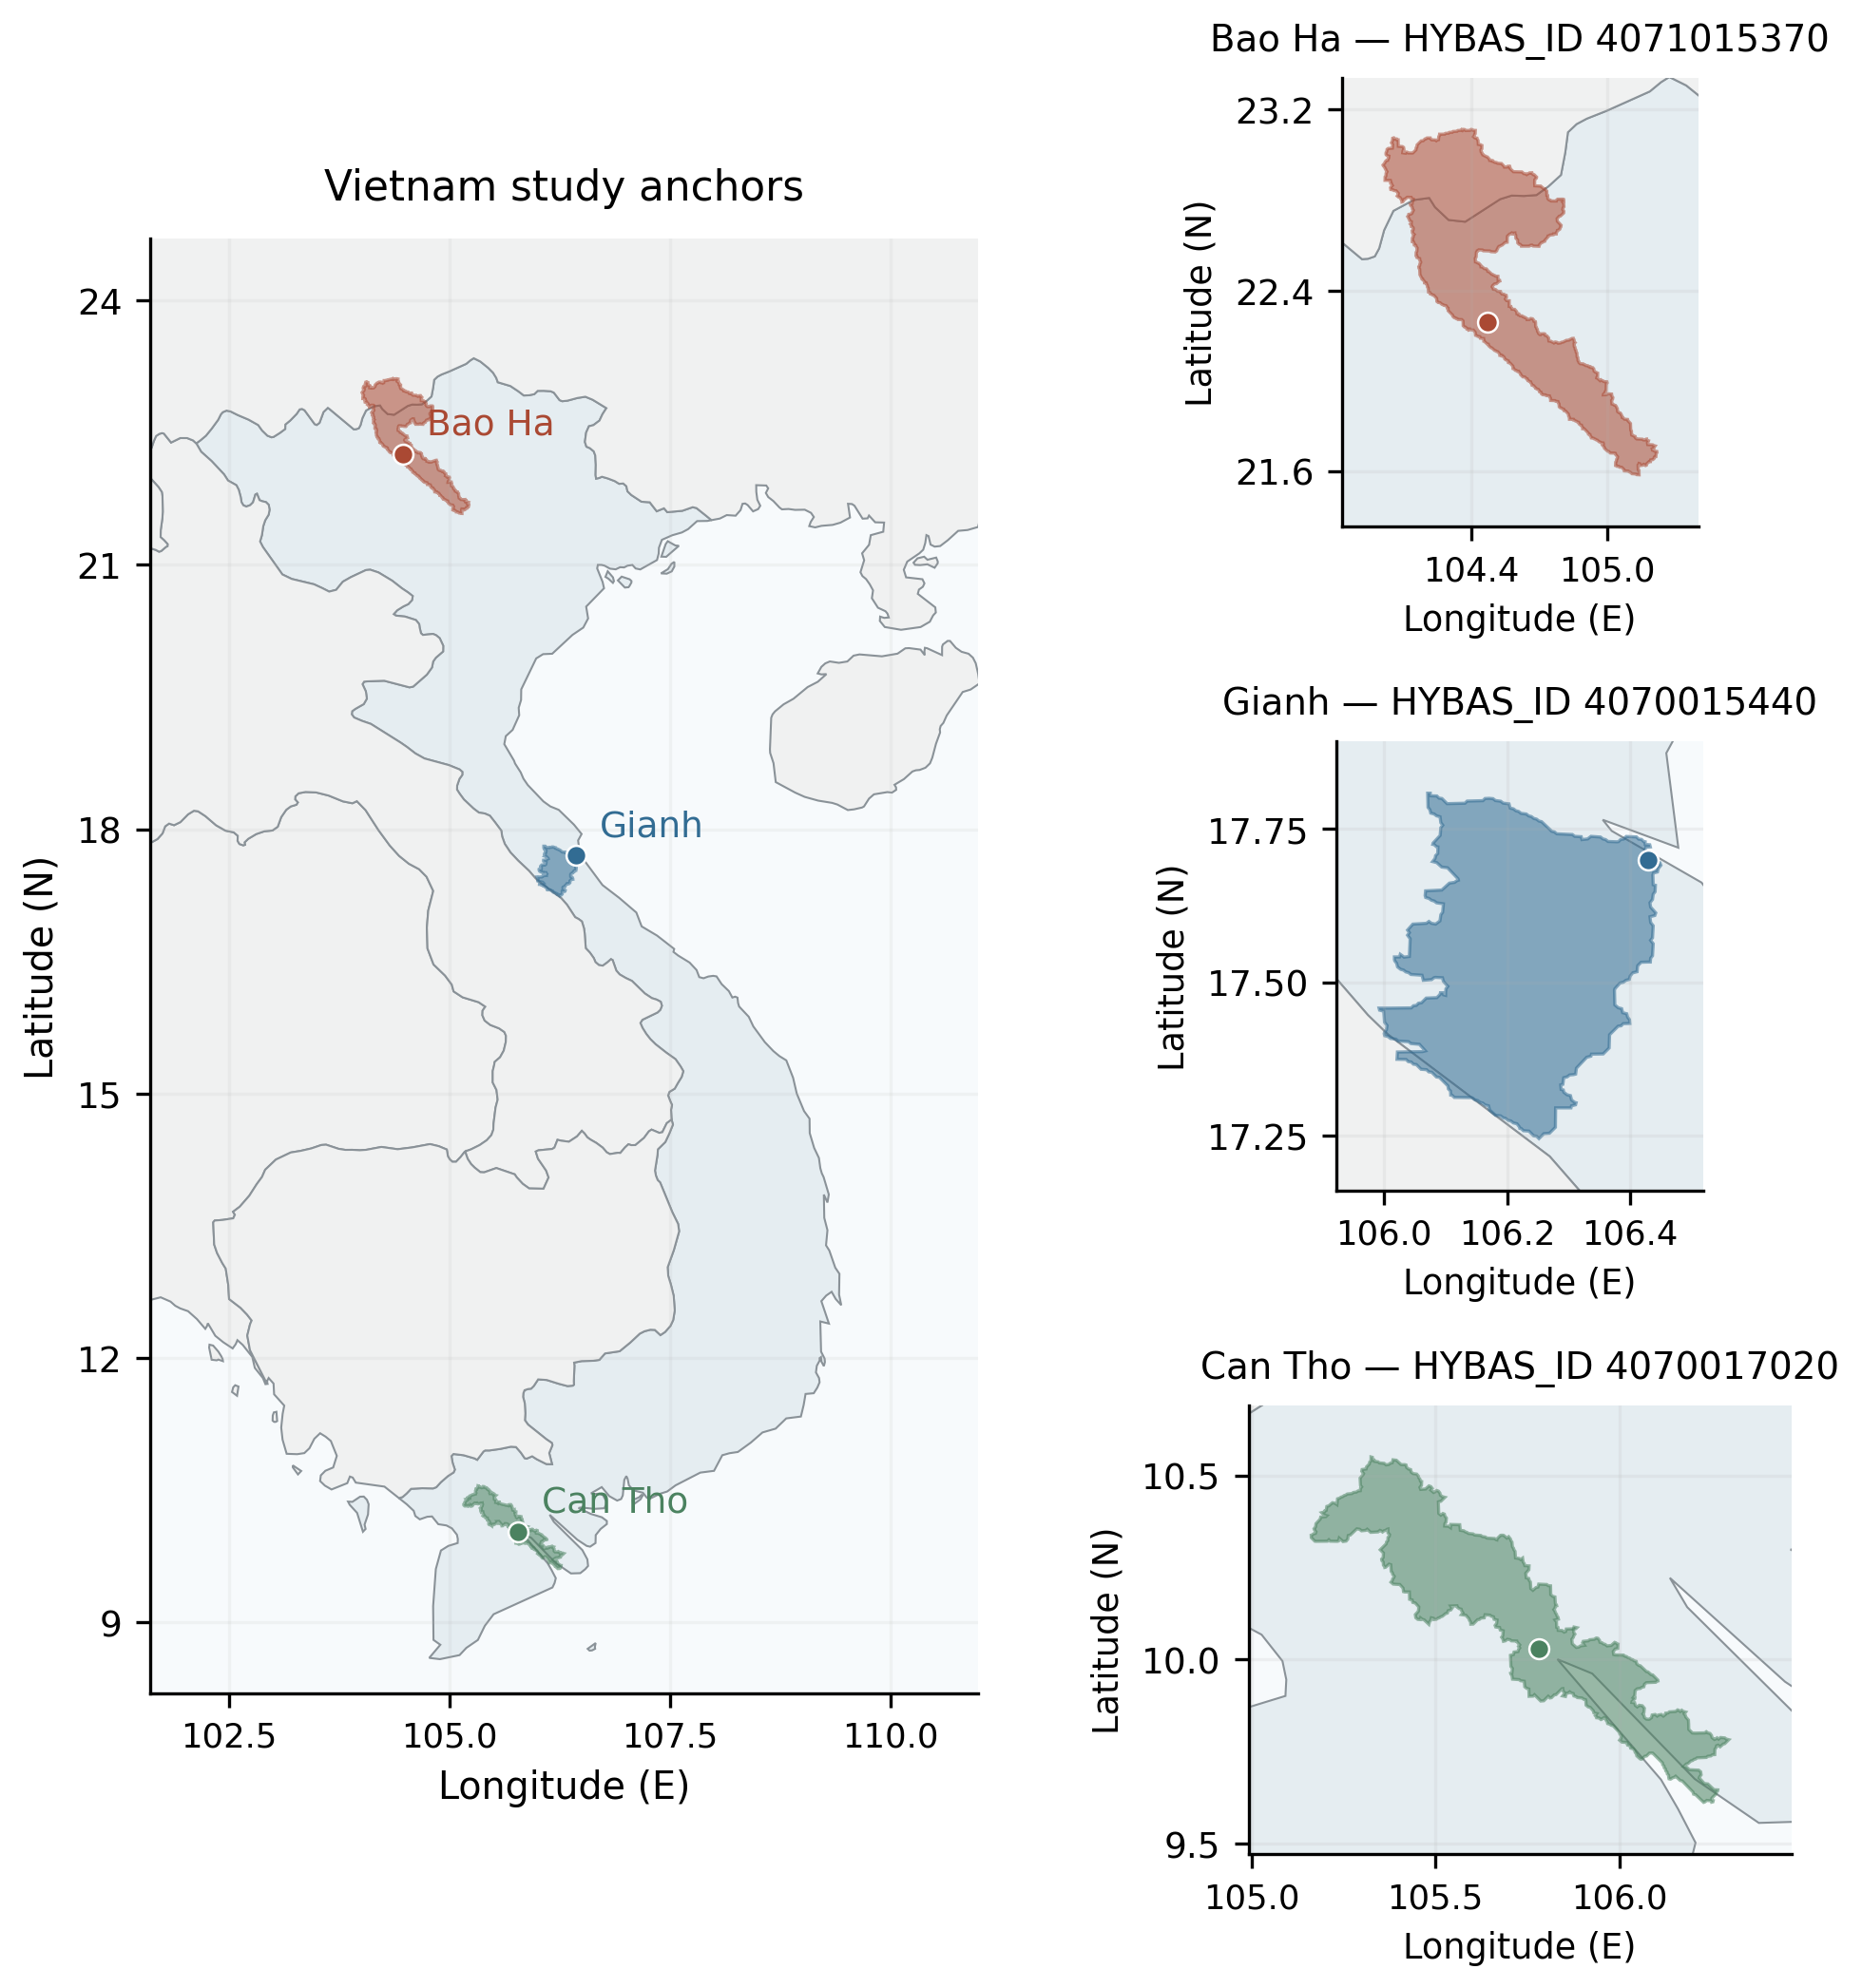 Vietnam study anchors
Latitude (N)
24
21
18
15
12
9
Bao Ha
Gianh
Can Tho
102.5 105.0 107.5 110.0
Longitude (E)
Bao Ha — HYBAS_ID 4071015370
Latitude (N)
23.2
22.4
21.6
104.4 105.0
Longitude (E)
Gianh — HYBAS_ID 4070015440
Latitude (N)
17.75
17.50
17.25
106.0 106.2 106.4
Longitude (E)
Can Tho — HYBAS_ID 4070017020
Latitude (N)
10.5
10.0
9.5
105.0 105.5 106.0
Longitude (E)